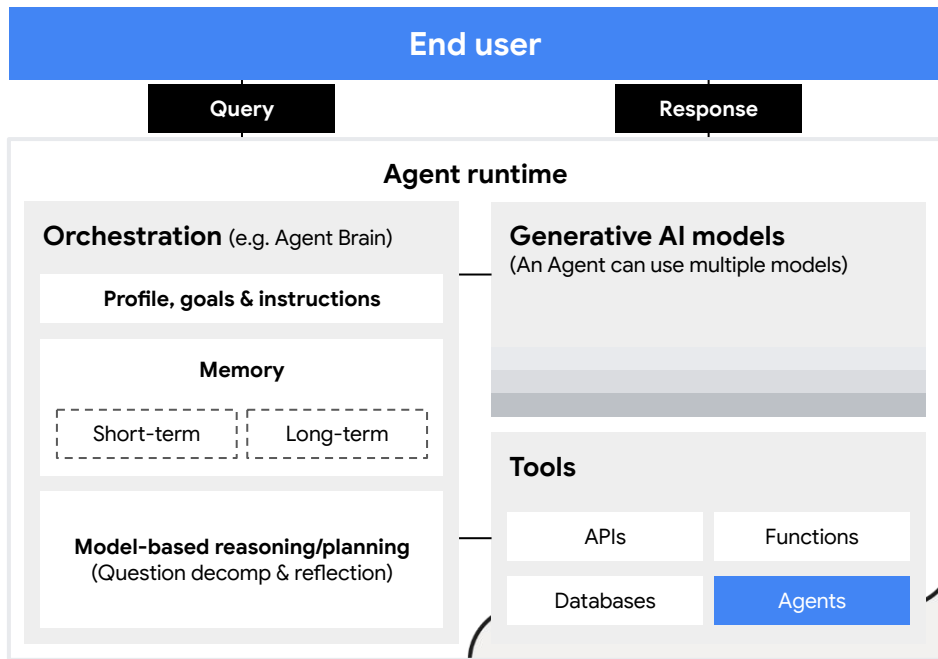 End user
Query
Response
Agent runtime
Orchestration (e.g. Agent Brain)
Profile, goals & instructions
Memory
Short-term
Long-term
Model-based reasoning/planning
(Question decomp & reflection)
Generative AI models
(An Agent can use multiple models)
Tools
APIs
Functions
Databases
Agents